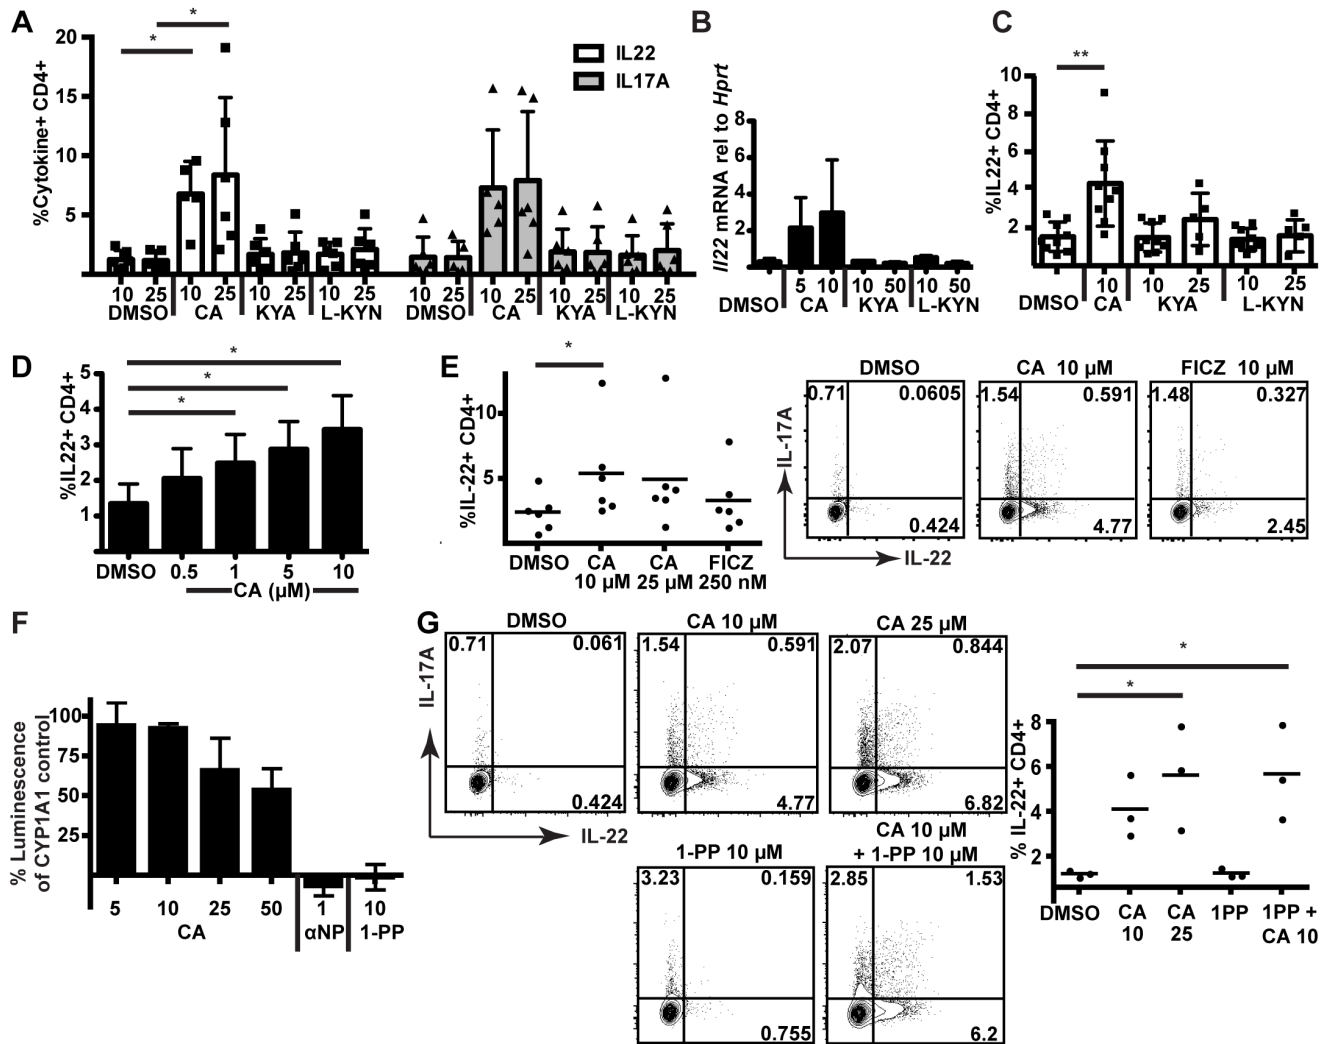 A
%Cytokine+ CD4+
20
15
10
5
*
*
IL22
IL17A
10 25 10 25 10 25 10 25 10 25 10 25 10 25 10 25
DMSO CA KYA L-KYN DMSO CA KYA L-KYN
B
Il22 mRNA rel to Hprt
8
6
4
2
5 10 10 50 10 50
DMSO CA KYA L-KYN
C
%IL22+ CD4+
10
8
6
4
2
**
10 10 25 10 25
DMSO CA KYA L-KYN
D
%IL22+ CD4+
5
4
3
2
1
*
*
*
DMSO 0.5 1 5 10
CA (µM)
E
%IL-22+ CD4+
10
5
*
DMSO CA CA FICZ
10 µM 25 µM 250 nM
DMSO CA 10 µM FICZ 10 µM
0.71 0.0605 1.54 0.591 1.48 0.327
0.424 4.77 2.45
IL-17A
IL-22
F
% Luminescence
of CYP1A1 control
100
75
50
25
5 10 25 50 1 10
CA αNP 1-PP
G
DMSO CA 10 µM CA 25 µM
0.71 0.061 1.54 0.591 2.07 0.844
0.424 4.77 6.82
IL-17A
IL-22
1-PP 10 µM
3.23 0.159
0.755
CA 10 µM
+ 1-PP 10 µM
2.85 1.53
6.2
% IL-22+ CD4+
8
6
4
2
*
*
DMSO CA CA 1PP 1PP +
10 25 CA 10